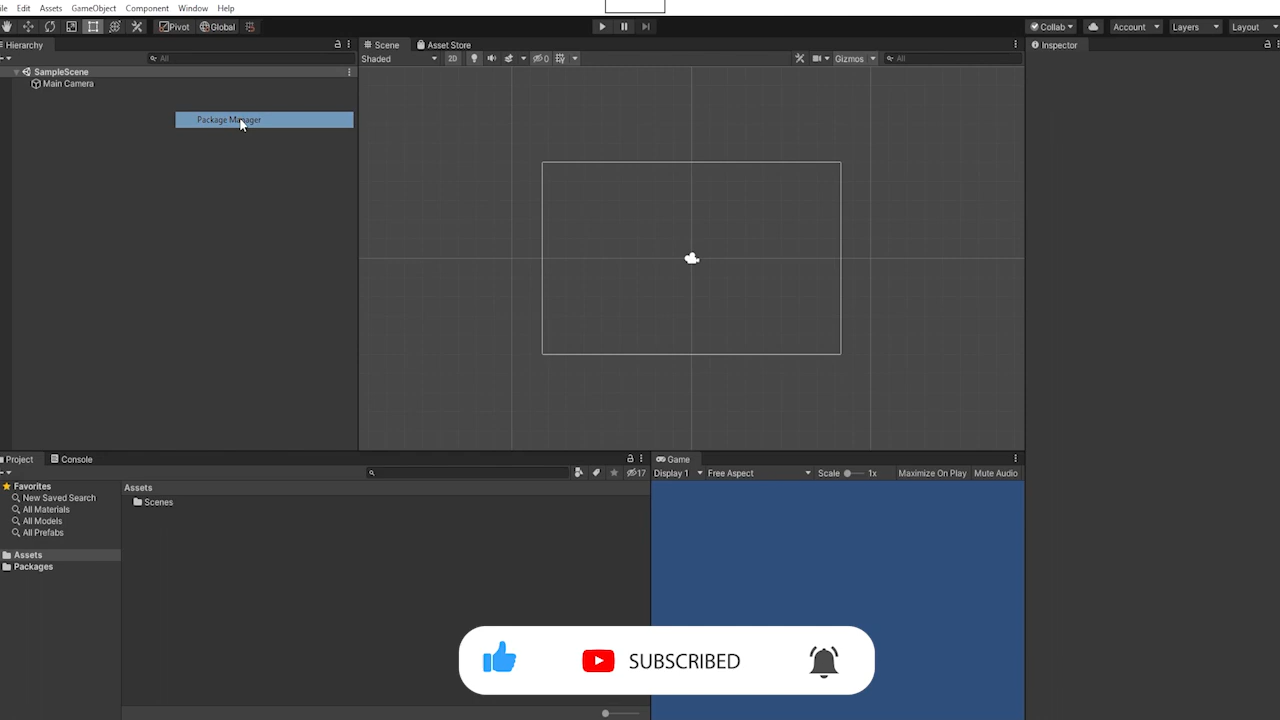 ile Edit Assets GameObject Component Window Help
Pivot Global Collab Account Layers Layout
Hierarchy Scene Asset Store Inspector
All Shaded 2D 0 Gizmos All
SampleScene
Main Camera
Package Manager
Project Console Game
17 Display 1 Free Aspect Scale 1x Maximize On Play Mute Audio
Favorites Assets
New Saved Search Scenes
All Materials
All Models
All Prefabs
Assets
Packages
SUBSCRIBED